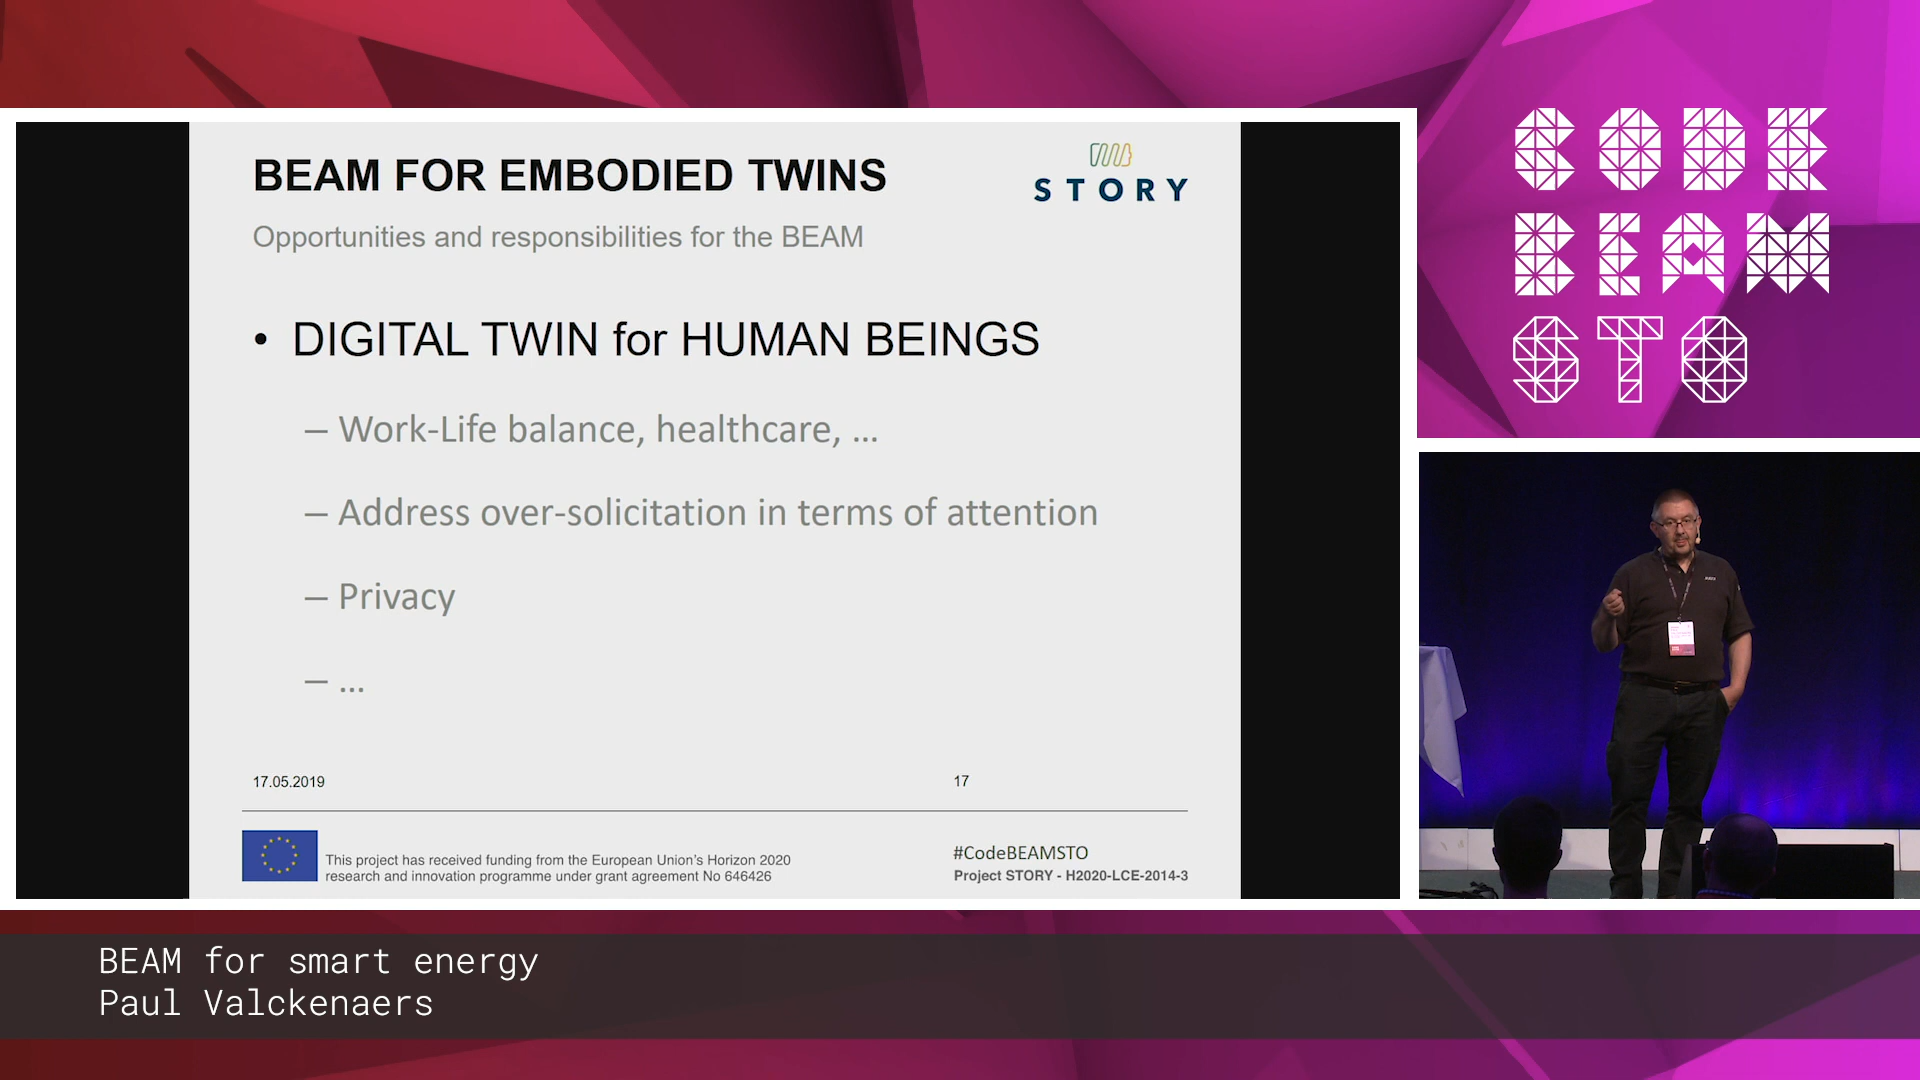 BEAM FOR EMBODIED TWINS
STORY
Opportunities and responsibilities for the BEAM
• DIGITAL TWIN for HUMAN BEINGS
– Work-Life balance, healthcare, ...
– Address over-solicitation in terms of attention
– Privacy
– ...
17.05.2019
17
This project has received funding from the European Union's Horizon 2020
research and innovation programme under grant agreement No 646426
#CodeBEAMSTO
Project STORY - H2020-LCE-2014-3
CODE
BEAM
STO
BEAM for smart energy
Paul Valckenaers